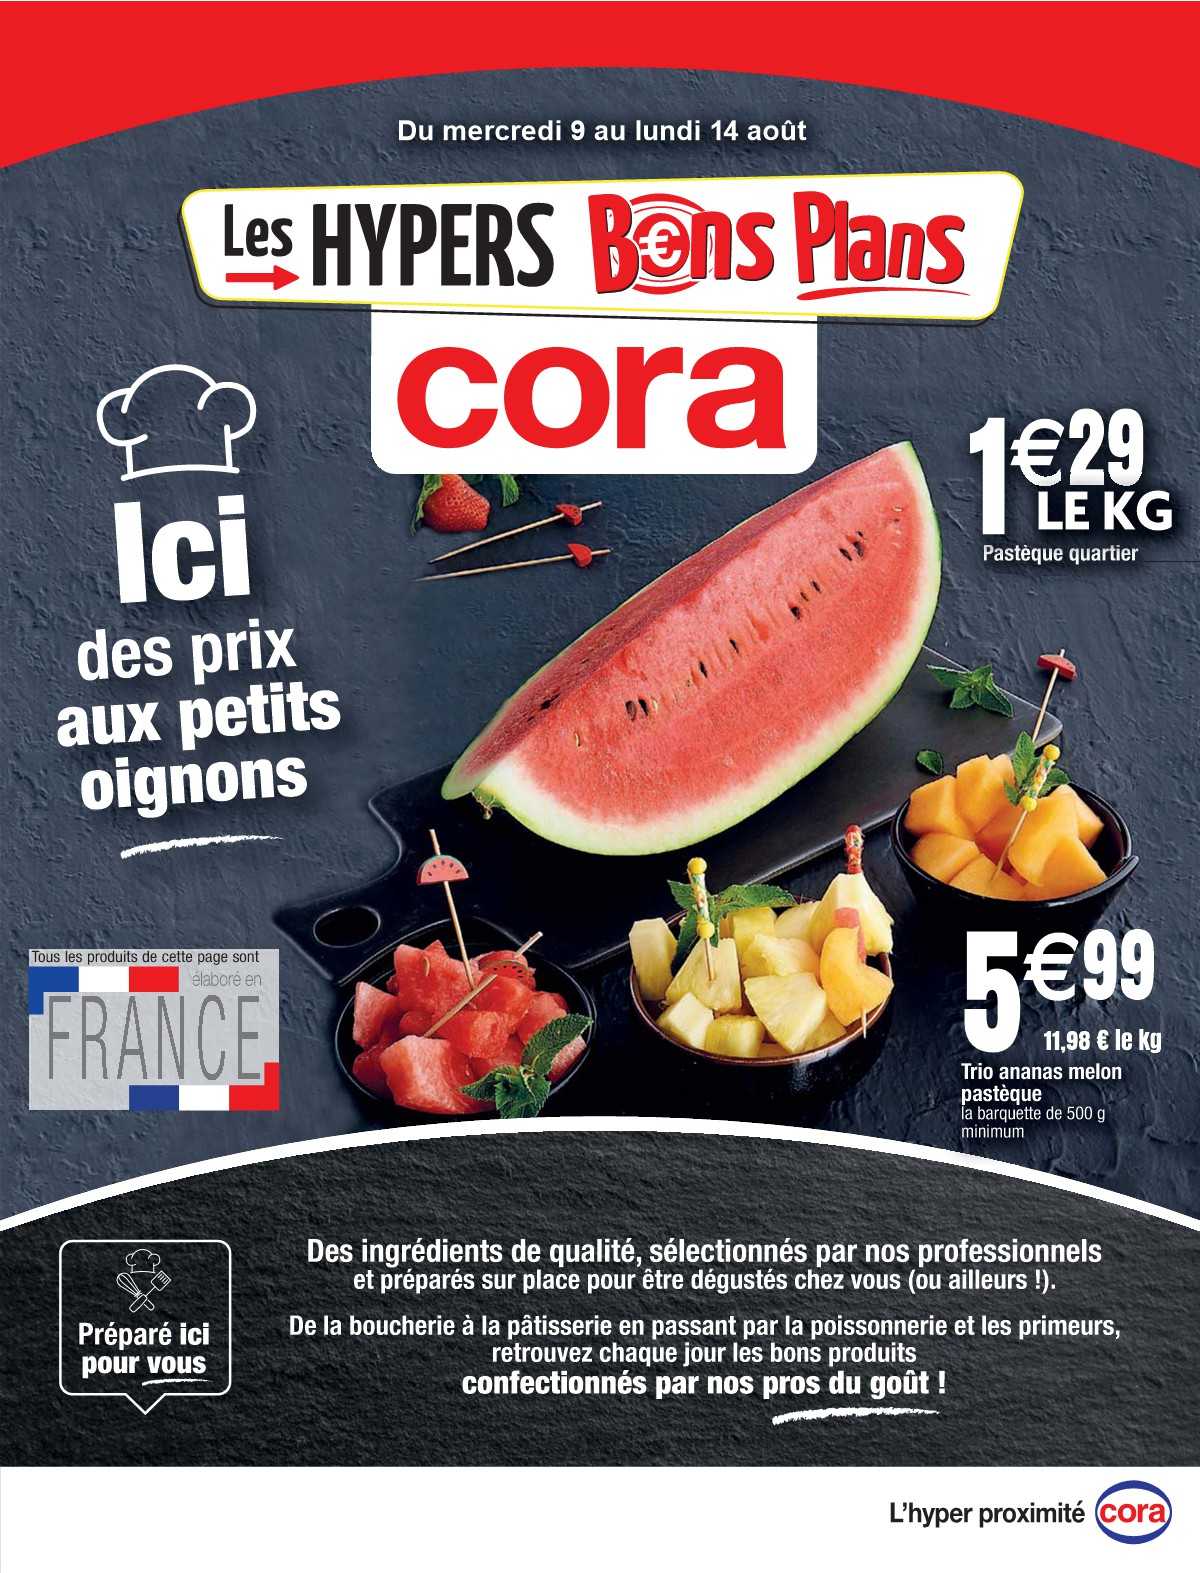 Du mercredi 9 au lundi 14 août
Les HYPERS Bons Plans
cora
Ici
des prix
aux petits
oignons
1€29
LE KG
Pastèque quartier
Tous les produits de cette page sont
élaboré en
FRANCE
5€99
11,98 € le kg
Trio ananas melon
pastèque
la barquette de 500 g
minimum
Préparé ici
pour vous
Des ingrédients de qualité, sélectionnés par nos professionnels
et préparés sur place pour être dégustés chez vous (ou ailleurs !).
De la boucherie à la pâtisserie en passant par la poissonnerie et les primeurs,
retrouvez chaque jour les bons produits
confectionnés par nos pros du goût !
L'hyper proximité cora